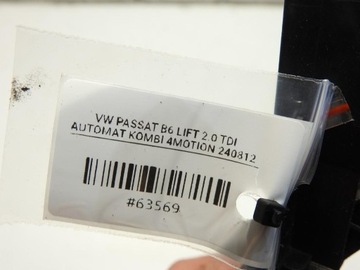 VW PASSAT B6 LIFT 2.0 TDI
AUTOMAT KOMBI 4MOTION 240812
#63569